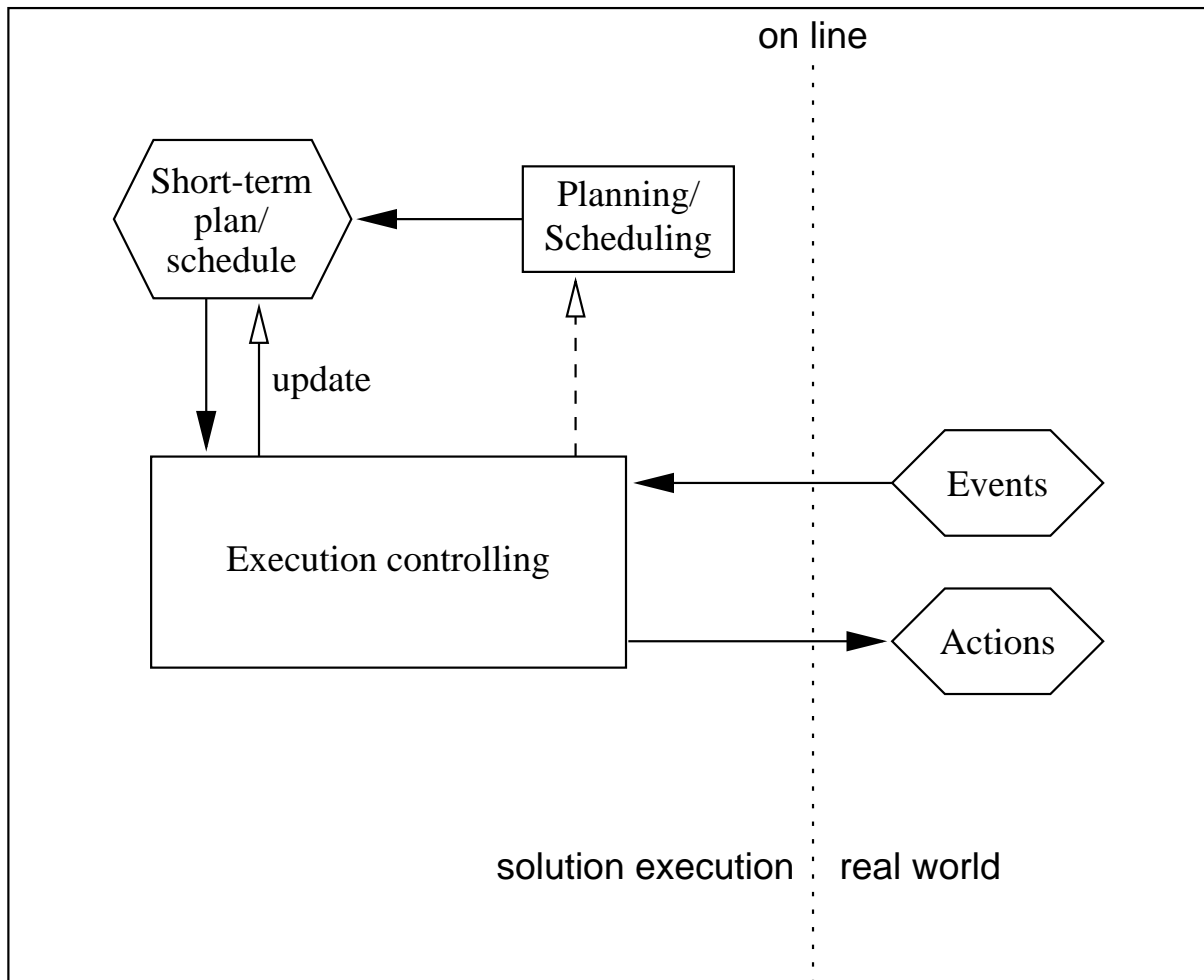 on line
Short-term
plan/
schedule
Planning/
Scheduling
update
Events
Execution controlling
Actions
solution execution
real world